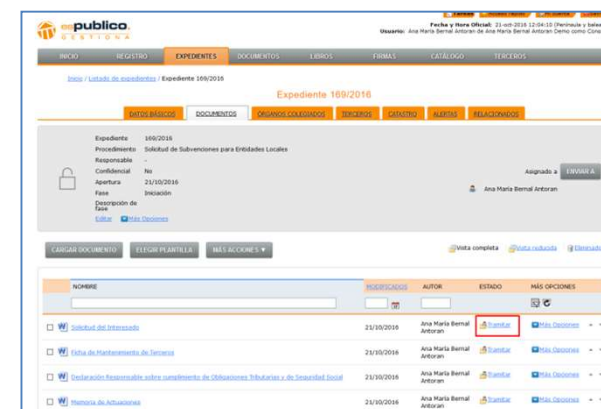 espublico
GESTIONA
Fecha y Hora Oficial: 21-oct-2016 12:04:10 (Península y balea
Usuario: Ana María Bernal Antoran de Ana María Bernal Antoran Demo como Cons
INICIO REGISTRO EXPEDIENTES DOCUMENTOS LIBROS FIRMAS CATÁLOGO TERCEROS
Inicio / Listado de expedientes / Expediente 169/2016
Expediente 169/2016
DATOS BÁSICOS DOCUMENTOS ÓRGANOS COLEGIADOS TERCEROS CATASTRO ALERTAS RELACIONADOS
Expediente 169/2016
Procedimiento Solicitud de Subvenciones para Entidades Locales
Responsable -
Confidencial No
Apertura 21/10/2016
Fase Iniciación
Descripción de fase
Editar Más Opciones
Asignado a ENVIAR A
Ana María Bernal Antoran
CARGAR DOCUMENTO ELEGIR PLANTILLA MÁS ACCIONES ▼ Vista completa Vista reducida Eliminado
NOMBRE MODIFICADOS AUTOR ESTADO MÁS OPCIONES
Solicitud del Interesado 21/10/2016 Ana María Bernal Antoran Tramitar Más Opciones
Ficha de Mantenimiento de Terceros 21/10/2016 Ana María Bernal Antoran Tramitar Más Opciones
Declaración Responsable sobre cumplimiento de Obligaciones Tributarias y de Seguridad Social 21/10/2016 Ana María Bernal Antoran Tramitar Más Opciones
Memoria de Actuaciones 21/10/2016 Ana María Bernal Antoran Tramitar Más Opciones